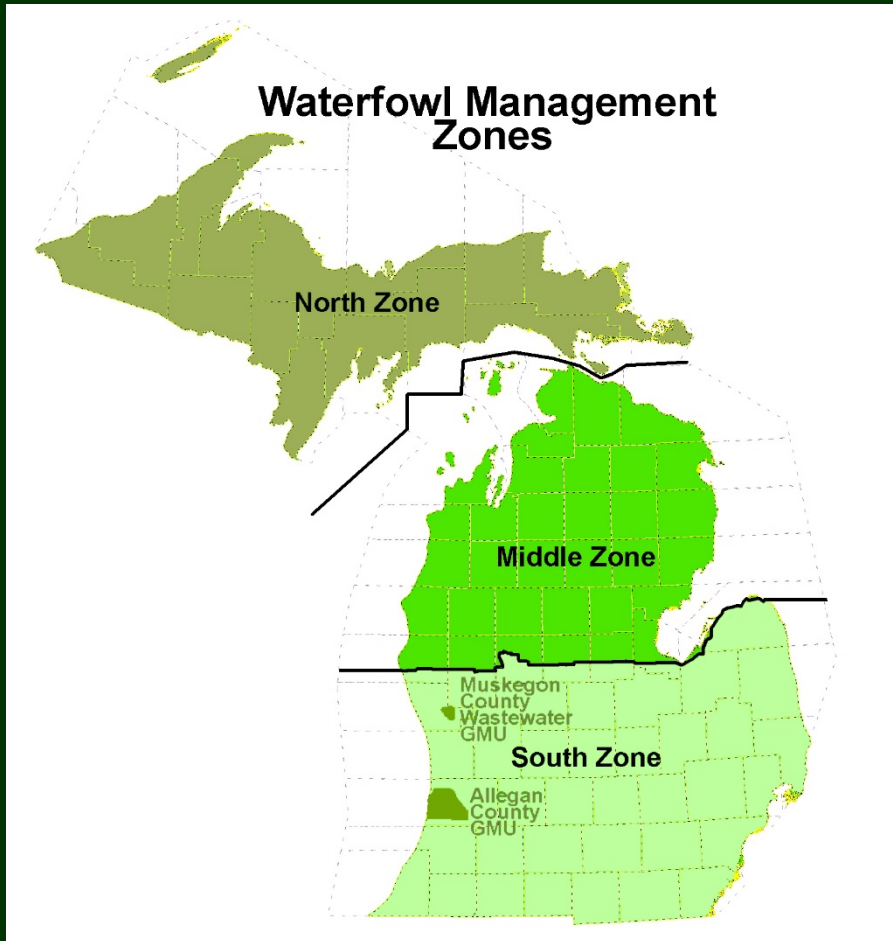 Waterfowl Management
Zones
North Zone
Middle Zone
Muskegon
County
Wastewater
GMU
South Zone
Allegan
County
GMU